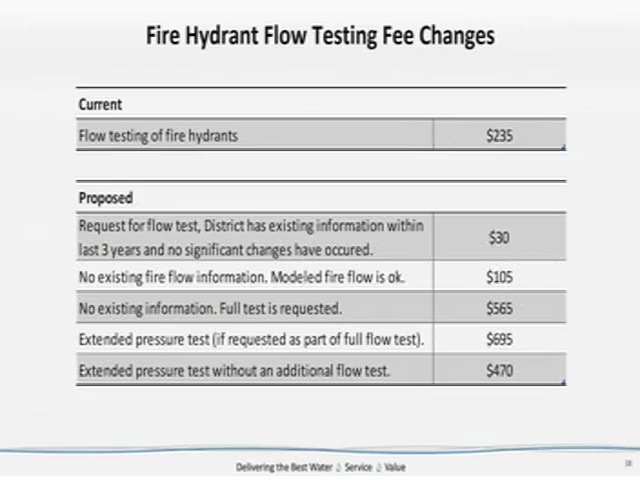 Fire Hydrant Flow Testing Fee Changes
Current
Flow testing of fire hydrants $235
Proposed
Request for flow test, District has existing information within
last 3 years and no significant changes have occured. $30
No existing fire flow information. Modeled fire flow is ok. $105
No existing information. Full test is requested. $565
Extended pressure test (if requested as part of full flow test). $695
Extended pressure test without an additional flow test. $470
Delivering the Best Water Service Value